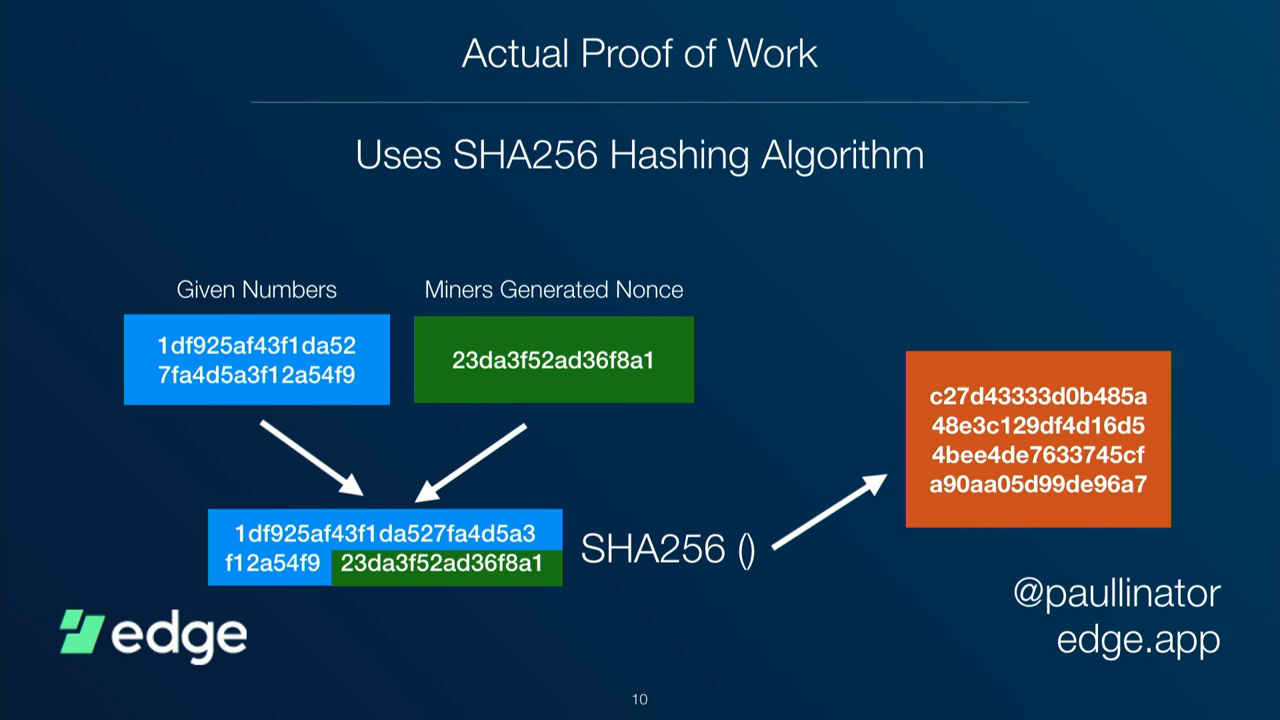 Actual Proof of Work
Uses SHA256 Hashing Algorithm
Given Numbers
1df925af43f1da52
7fa4d5a3f12a54f9
Miners Generated Nonce
23da3f52ad36f8a1
1df925af43f1da527fa4d5a3
f12a54f9 23da3f52ad36f8a1
SHA256 ()
c27d43333d0b485a
48e3c129df4d16d5
4bee4de7633745cf
a90aa05d99de96a7
edge
@paullinator
edge.app
10